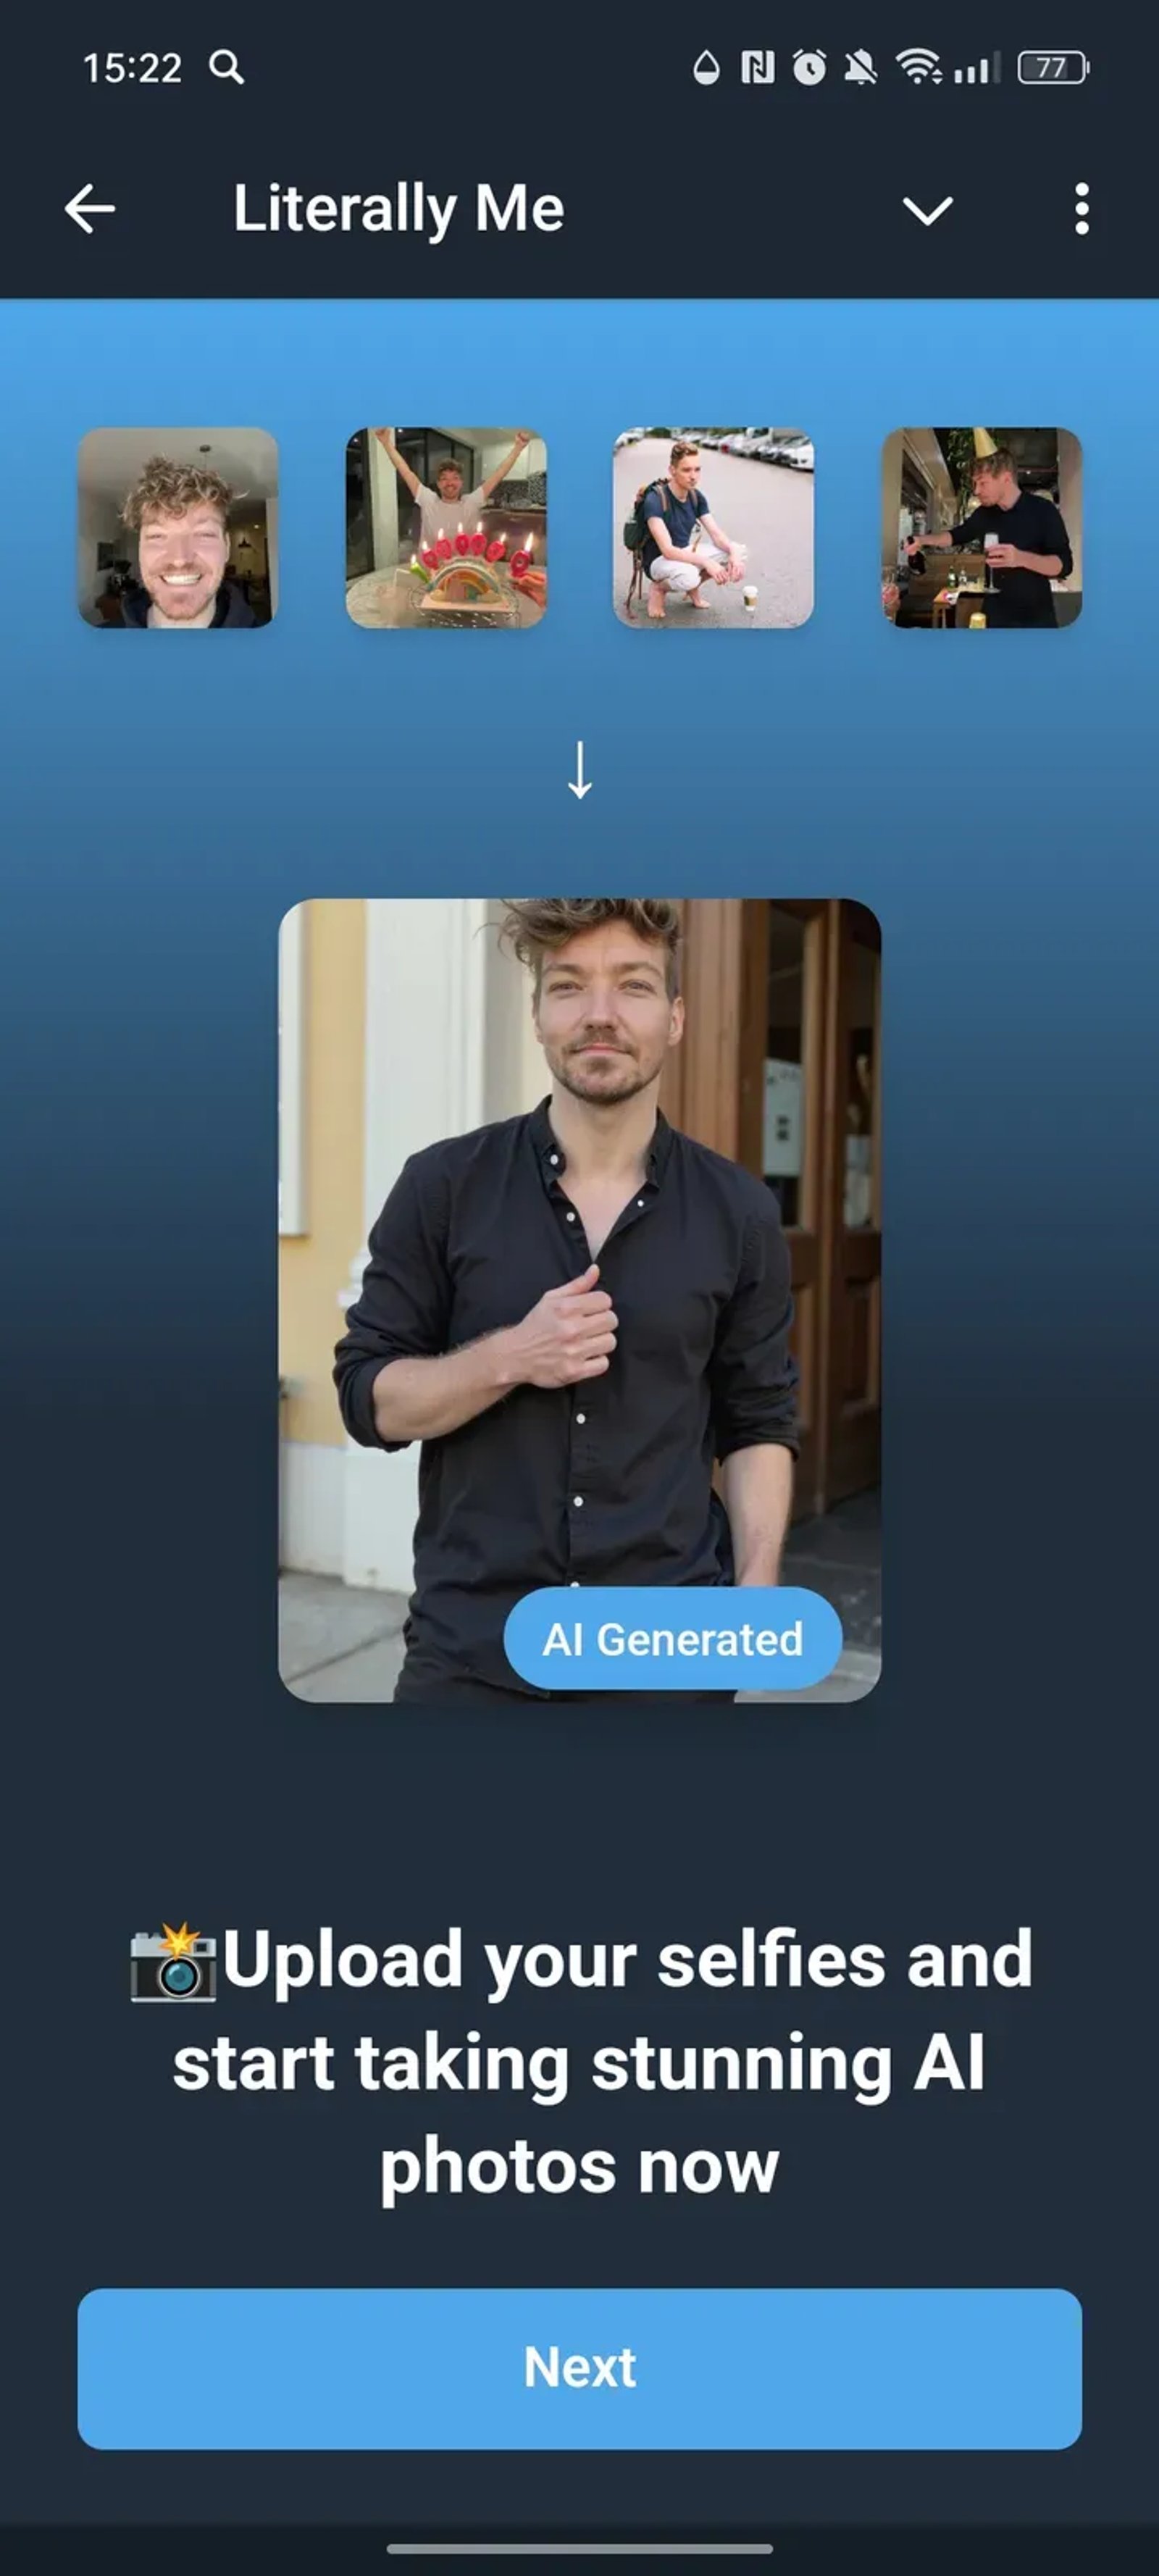 15:22
77
Literally Me
AI Generated
📸Upload your selfies and
start taking stunning AI
photos now
Next